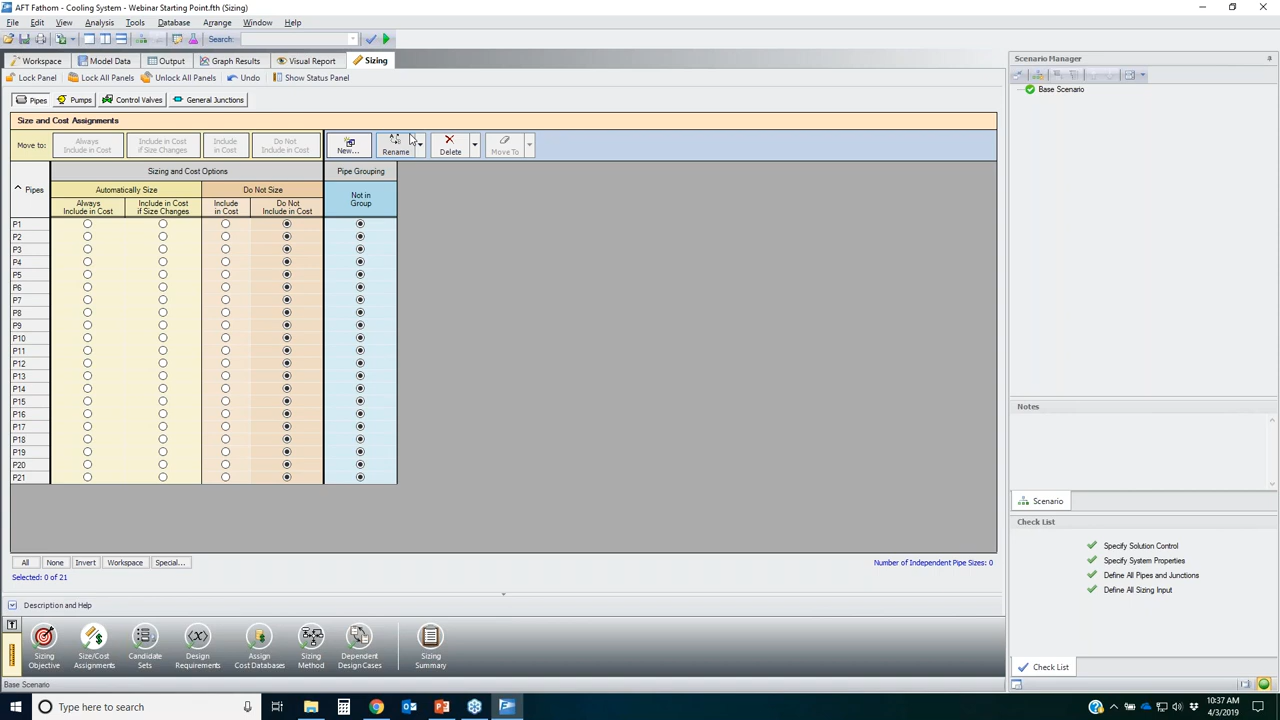 AFT Fathom - Cooling System - Webinar Starting Point.fth (Sizing)
File Edit View Analysis Tools Database Arrange Window Help
Search:
Workspace Model Data Output Graph Results Visual Report Sizing
Lock Panel Lock All Panels Unlock All Panels Undo Show Status Panel
Pipes Pumps Control Valves General Junctions
Size and Cost Assignments
Move to: Always Include in Cost Include in Cost if Size Changes Include in Cost Do Not Include in Cost New... Rename Delete Move To
Sizing and Cost Options Pipe Grouping
Pipes Automatically Size Do Not Size Not in Group
Always Include in Cost Include in Cost if Size Changes Include in Cost Do Not Include in Cost
P1
P2
P3
P4
P5
P6
P7
P8
P9
P10
P11
P12
P13
P14
P15
P16
P17
P18
P19
P20
P21
All None Invert Workspace Special...
Selected: 0 of 21
Number of Independent Pipe Sizes: 0
Description and Help
Sizing Objective Size/Cost Assignments Candidate Sets Design Requirements Assign Cost Databases Sizing Method Dependent Design Cases Sizing Summary
Base Scenario
Scenario Manager
Base Scenario
Notes
Scenario
Check List
Specify Solution Control
Specify System Properties
Define All Pipes and Junctions
Define All Sizing Input
Check List
Type here to search
10:37 AM
4/3/2019